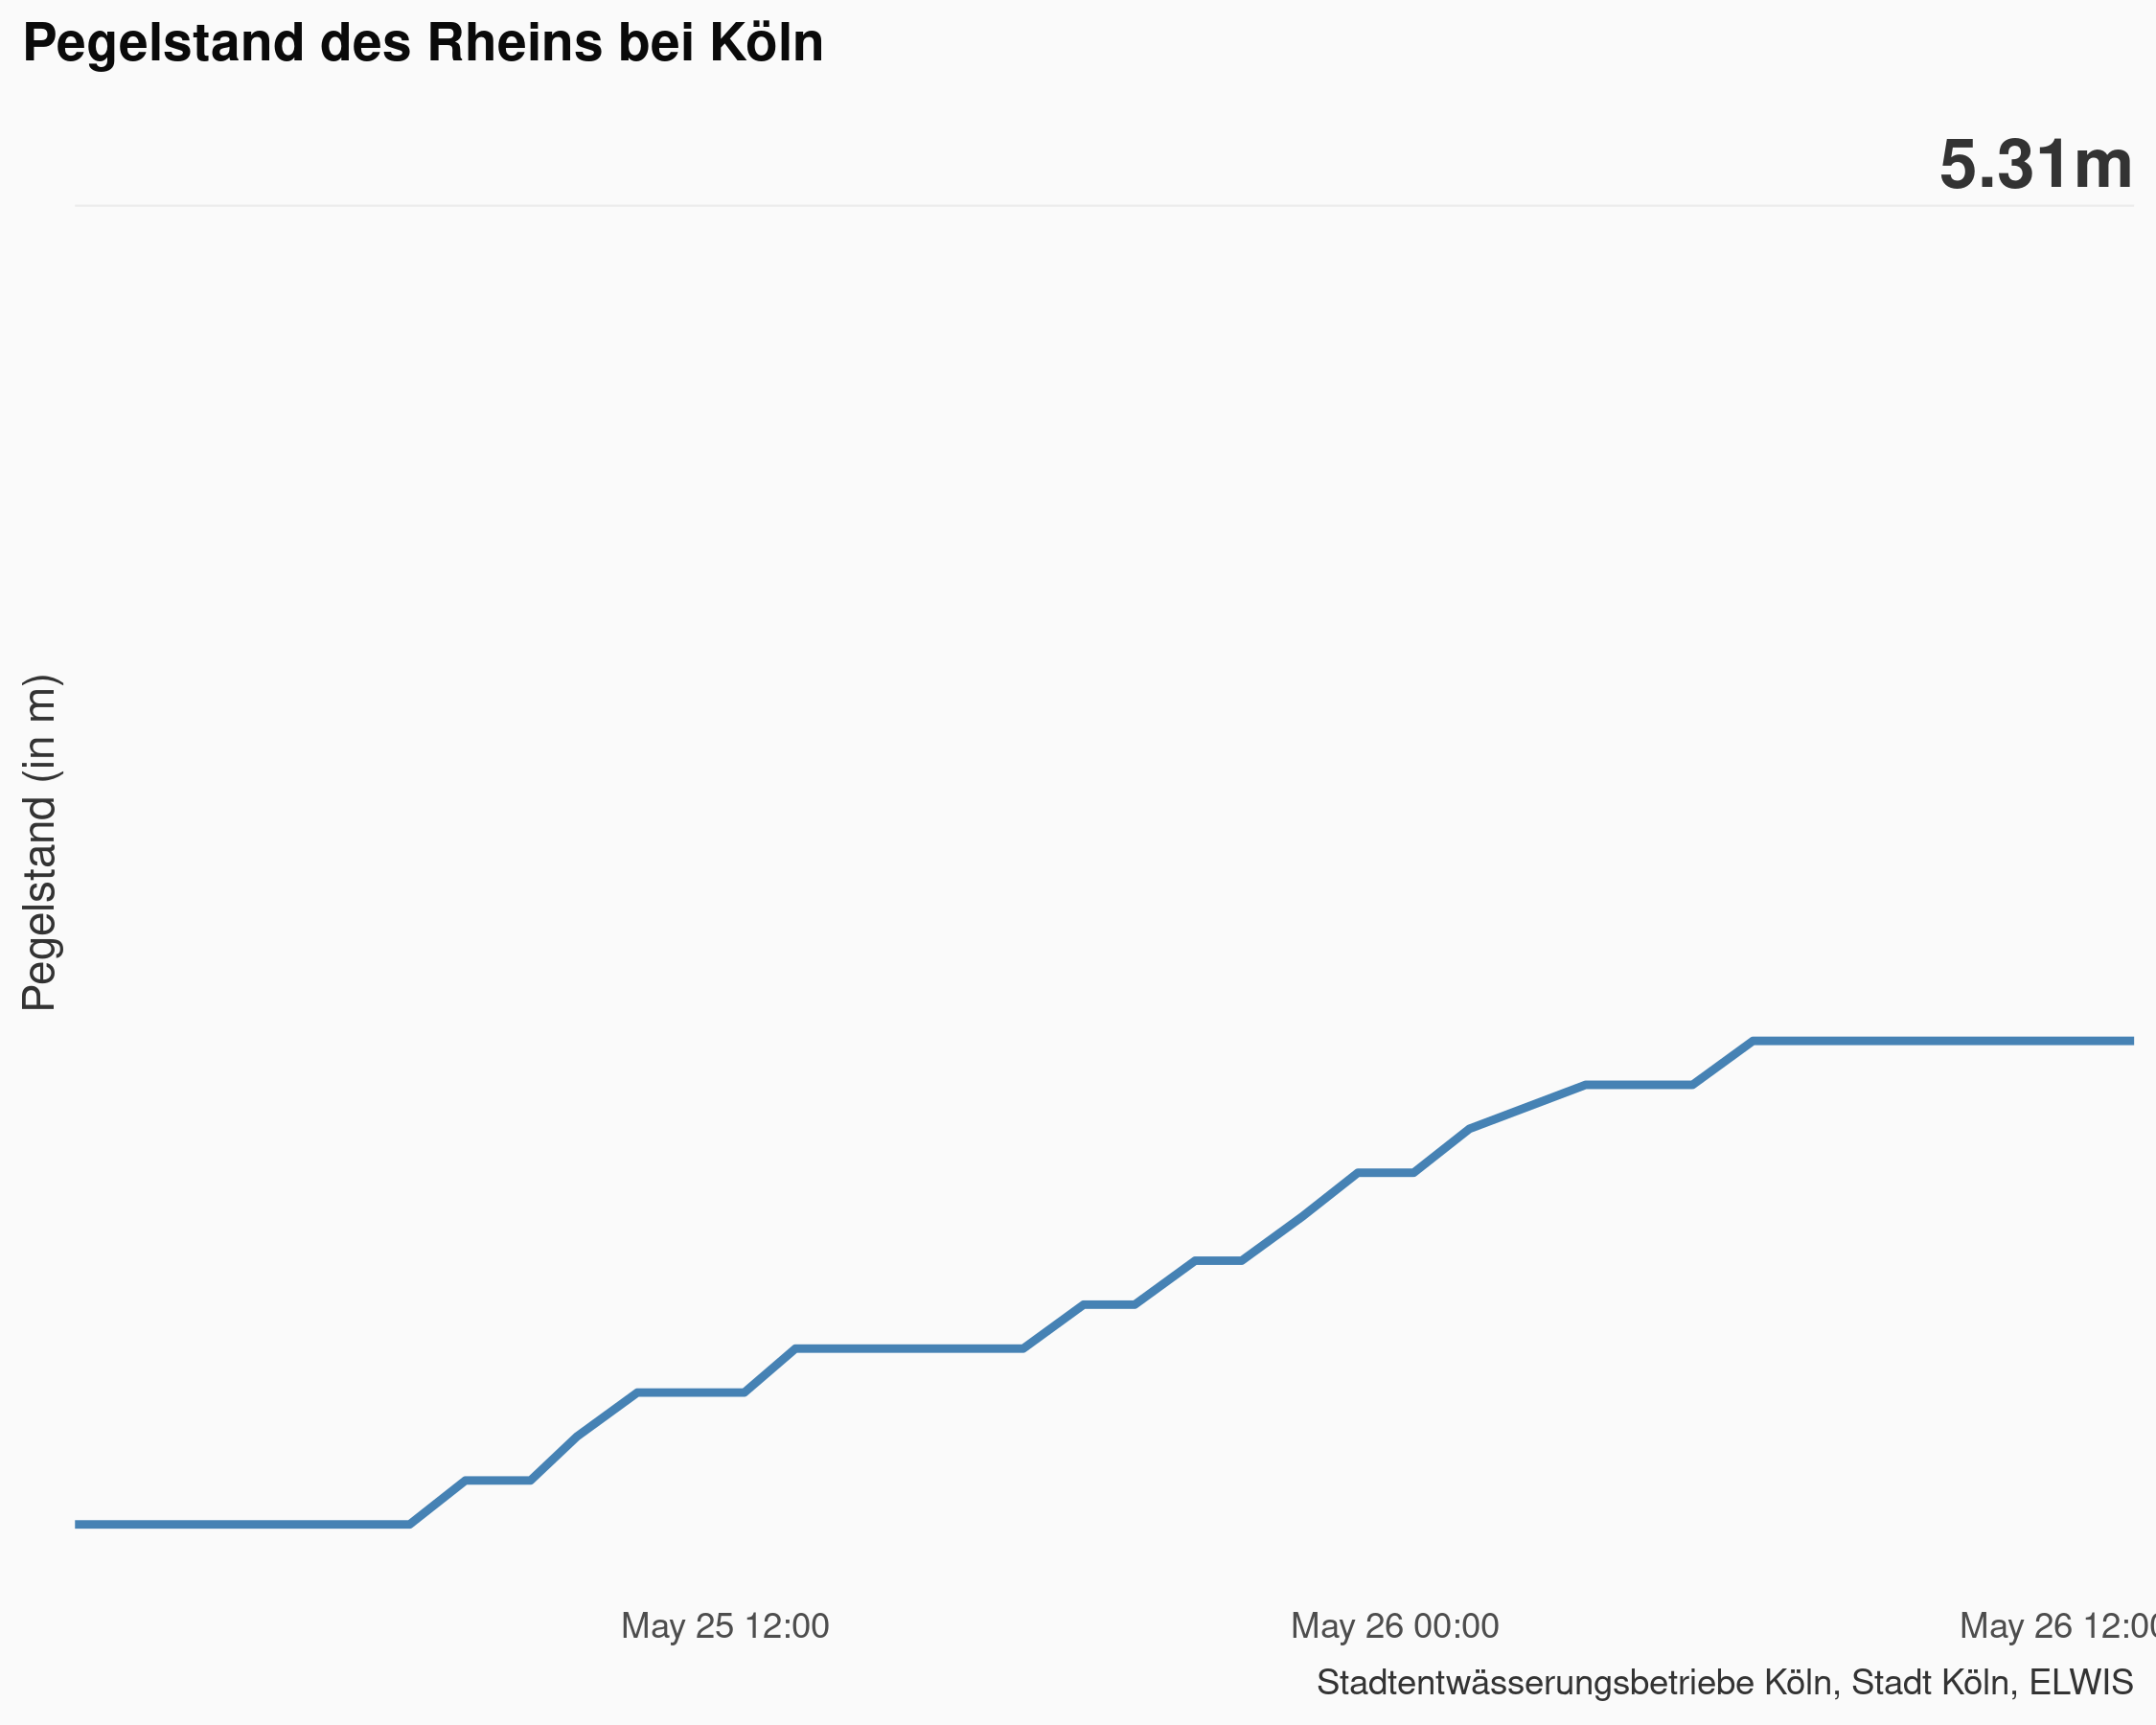 Pegelstand des Rheins bei Köln
5.31m
Pegelstand (in m)
May 25 12:00
May 26 00:00
May 26 12:00
Stadtentwässerungsbetriebe Köln, Stadt Köln, ELWIS